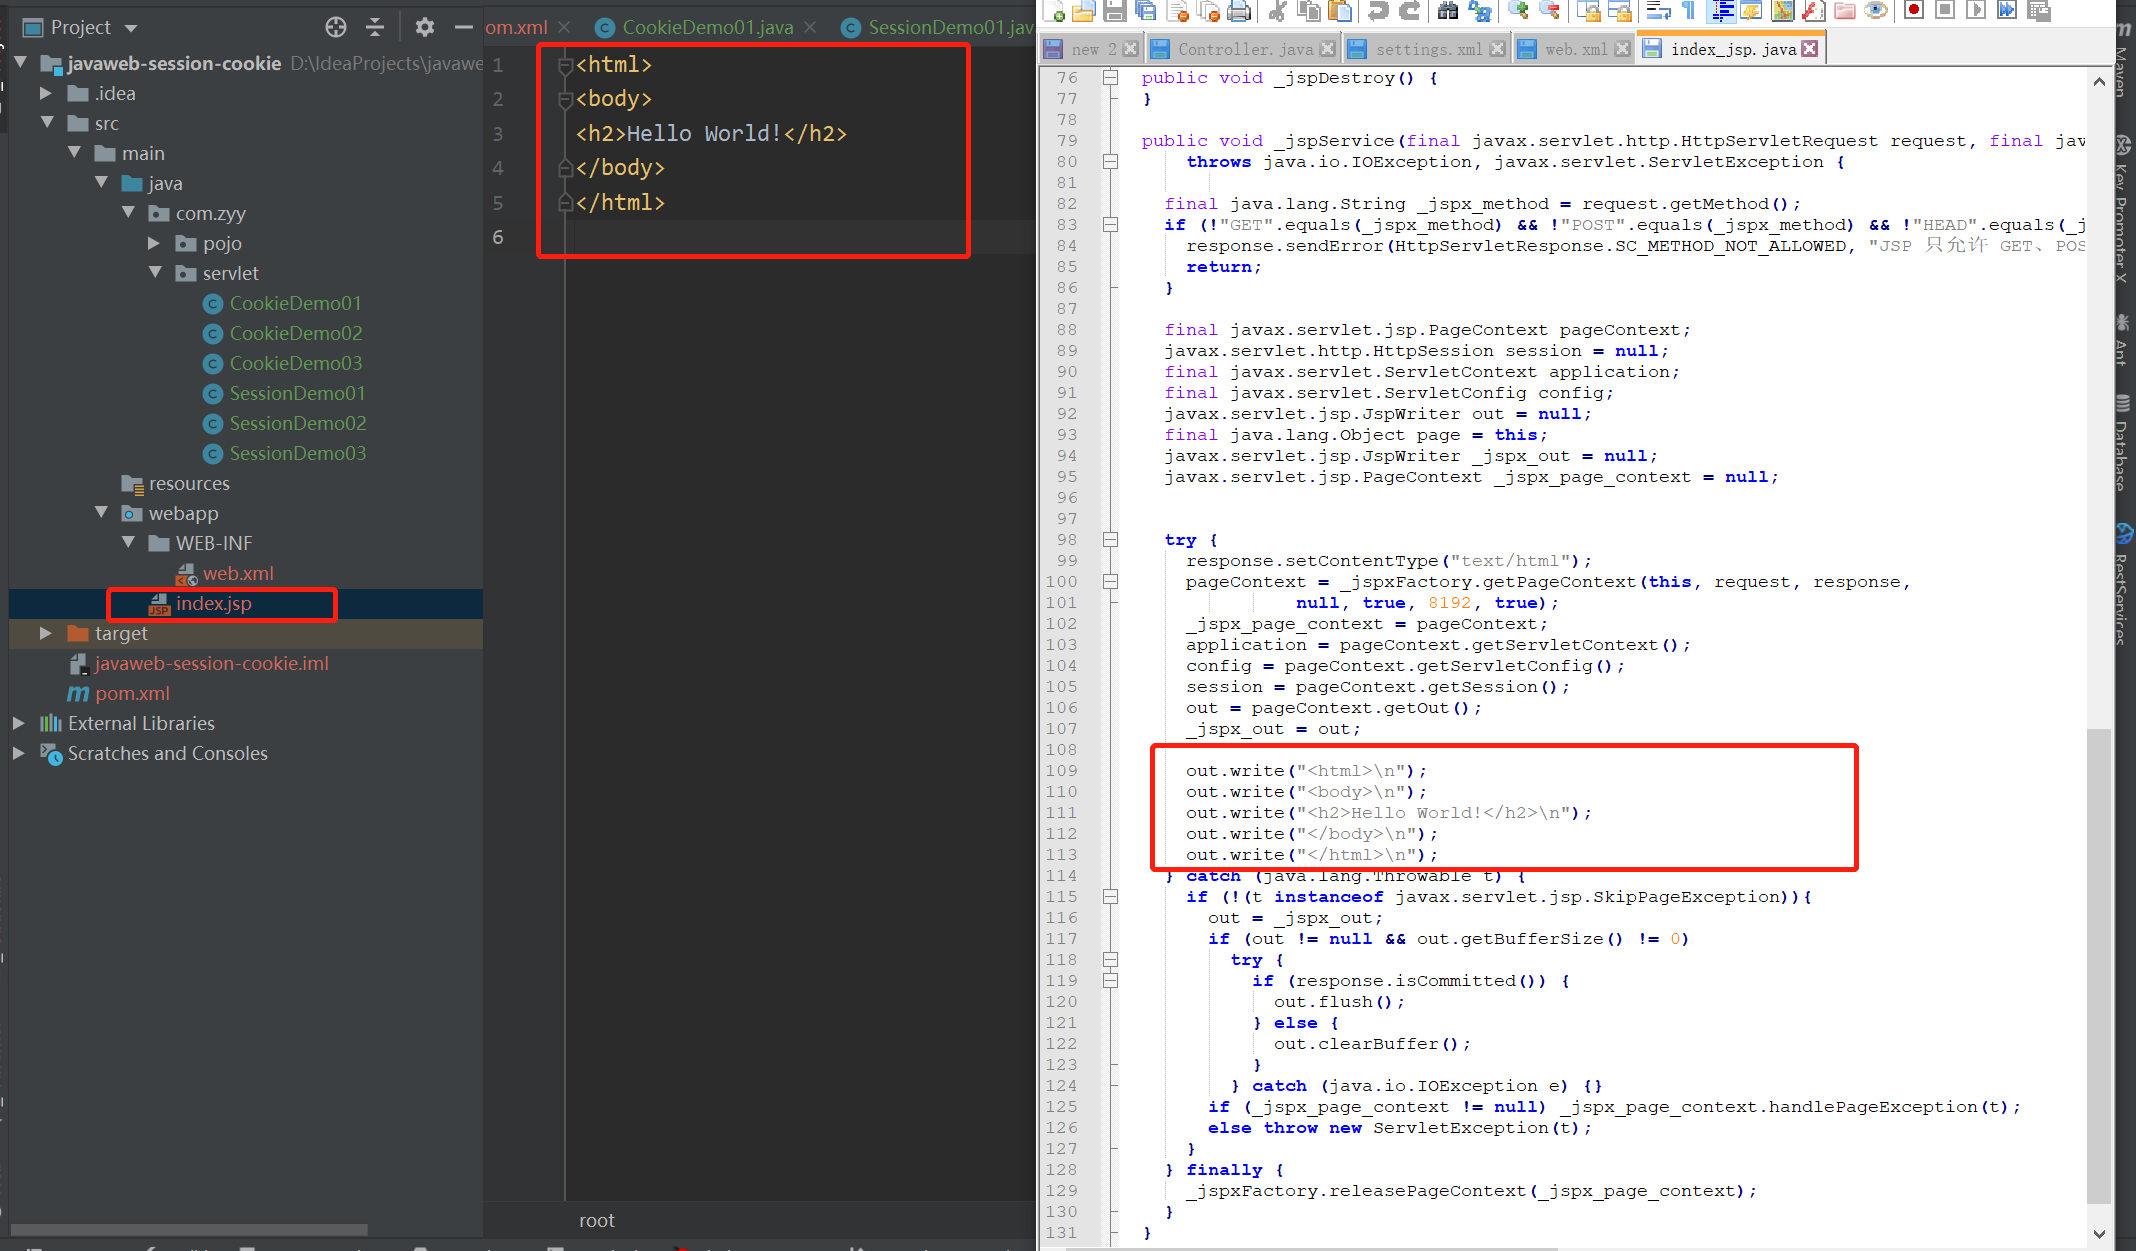 Project
javaweb-session-cookie D:\IdeaProjects\javawe
.idea
src
main
java
com.zyy
pojo
servlet
CookieDemo01
CookieDemo02
CookieDemo03
SessionDemo01
SessionDemo02
SessionDemo03
resources
webapp
WEB-INF
web.xml
index.jsp
target
javaweb-session-cookie.iml
pom.xml
External Libraries
Scratches and Consoles
om.xml CookieDemo01.java SessionDemo01.jav
1 <html>
2 <body>
3 <h2>Hello World!</h2>
4 </body>
5 </html>
6
root
new 2 Controller.java settings.xml web.xml index_jsp.java
76 public void _jspDestroy() {
77 }
78
79 public void _jspService(final javax.servlet.http.HttpServletRequest request, final jav
80 throws java.io.IOException, javax.servlet.ServletException {
81
82 final java.lang.String _jspx_method = request.getMethod();
83 if (!"GET".equals(_jspx_method) && !"POST".equals(_jspx_method) && !"HEAD".equals(_j
84 response.sendError(HttpServletResponse.SC_METHOD_NOT_ALLOWED, "JSP 只允许 GET、POS
85 return;
86 }
87
88 final javax.servlet.jsp.PageContext pageContext;
89 javax.servlet.http.HttpSession session = null;
90 final javax.servlet.ServletContext application;
91 final javax.servlet.ServletConfig config;
92 javax.servlet.jsp.JspWriter out = null;
93 final java.lang.Object page = this;
94 javax.servlet.jsp.JspWriter _jspx_out = null;
95 javax.servlet.jsp.PageContext _jspx_page_context = null;
96
97
98 try {
99 response.setContentType("text/html");
100 pageContext = _jspxFactory.getPageContext(this, request, response,
101 null, true, 8192, true);
102 _jspx_page_context = pageContext;
103 application = pageContext.getServletContext();
104 config = pageContext.getServletConfig();
105 session = pageContext.getSession();
106 out = pageContext.getOut();
107 _jspx_out = out;
108
109 out.write("<html>\n");
110 out.write("<body>\n");
111 out.write("<h2>Hello World!</h2>\n");
112 out.write("</body>\n");
113 out.write("</html>\n");
114 } catch (java.lang.Throwable t) {
115 if (!(t instanceof javax.servlet.jsp.SkipPageException)){
116 out = _jspx_out;
117 if (out != null && out.getBufferSize() != 0)
118 try {
119 if (response.isCommitted()) {
120 out.flush();
121 } else {
122 out.clearBuffer();
123 }
124 } catch (java.io.IOException e) {}
125 if (_jspx_page_context != null) _jspx_page_context.handlePageException(t);
126 else throw new ServletException(t);
127 }
128 } finally {
129 _jspxFactory.releasePageContext(_jspx_page_context);
130 }
131 }
Maven
Key Promoter X
Ant
Database
RestServices